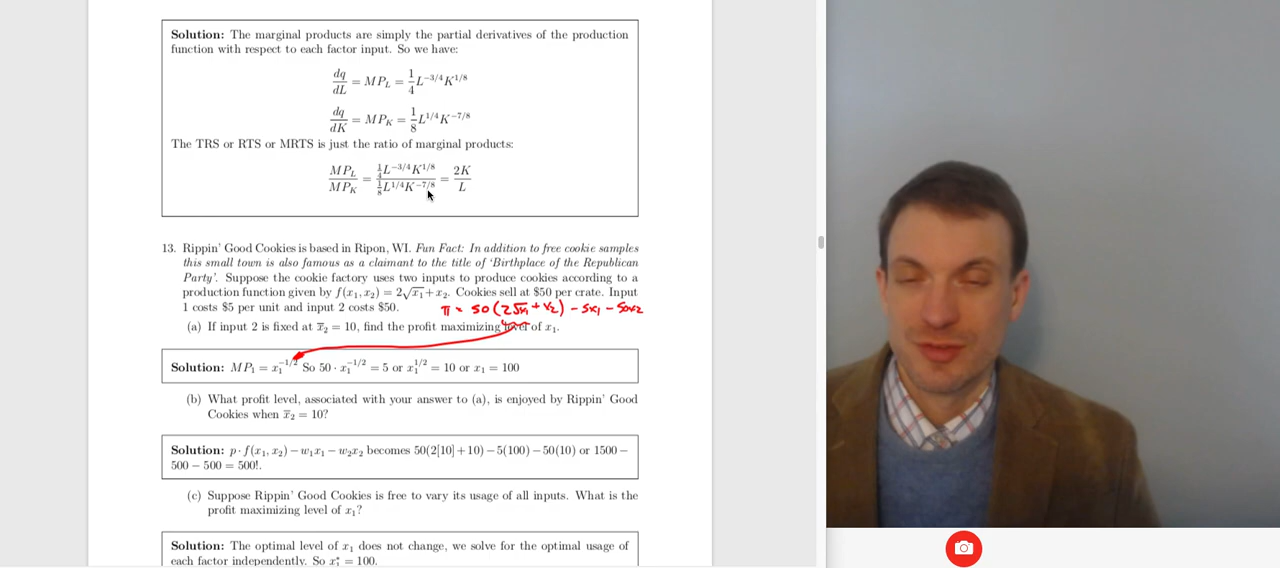 Solution: The marginal products are simply the partial derivatives of the production
function with respect to each factor input. So we have:
dq/dL = MP_L = 1/4 L^{-3/4} K^{1/8}
dq/dK = MP_K = 1/8 L^{1/4} K^{-7/8}
The TRS or RTS or MRTS is just the ratio of marginal products:
MP_L/MP_K = (1/4 L^{-3/4} K^{1/8})/(1/8 L^{1/4} K^{-7/8}) = 2K/L
13. Rippin' Good Cookies is based in Ripon, WI. Fun Fact: In addition to free cookie samples
this small town is also famous as a claimant to the title of 'Birthplace of the Republican
Party'. Suppose the cookie factory uses two inputs to produce cookies according to a
production function given by f(x₁, x₂) = 2√x₁ + x₂. Cookies sell at $50 per crate. Input
1 costs $5 per unit and input 2 costs $50.
π = 50(2√x₁ + x₂) − 5x₁ − 50x₂
(a) If input 2 is fixed at x̅₂ = 10, find the profit maximizing level of x₁.
Solution: MP₁ = x₁^{-1/2} So 50 · x₁^{-1/2} = 5 or x₁^{1/2} = 10 or x₁ = 100
(b) What profit level, associated with your answer to (a), is enjoyed by Rippin' Good
Cookies when x̅₂ = 10?
Solution: p · f(x₁, x₂) − w₁x₁ − w₂x₂ becomes 50(2[10] + 10) − 5(100) − 50(10) or 1500 −
500 − 500 = 500!.
(c) Suppose Rippin' Good Cookies is free to vary its usage of all inputs. What is the
profit maximizing level of x₁?
Solution: The optimal level of x₁ does not change, we solve for the optimal usage of
each factor independently. So x₁* = 100.